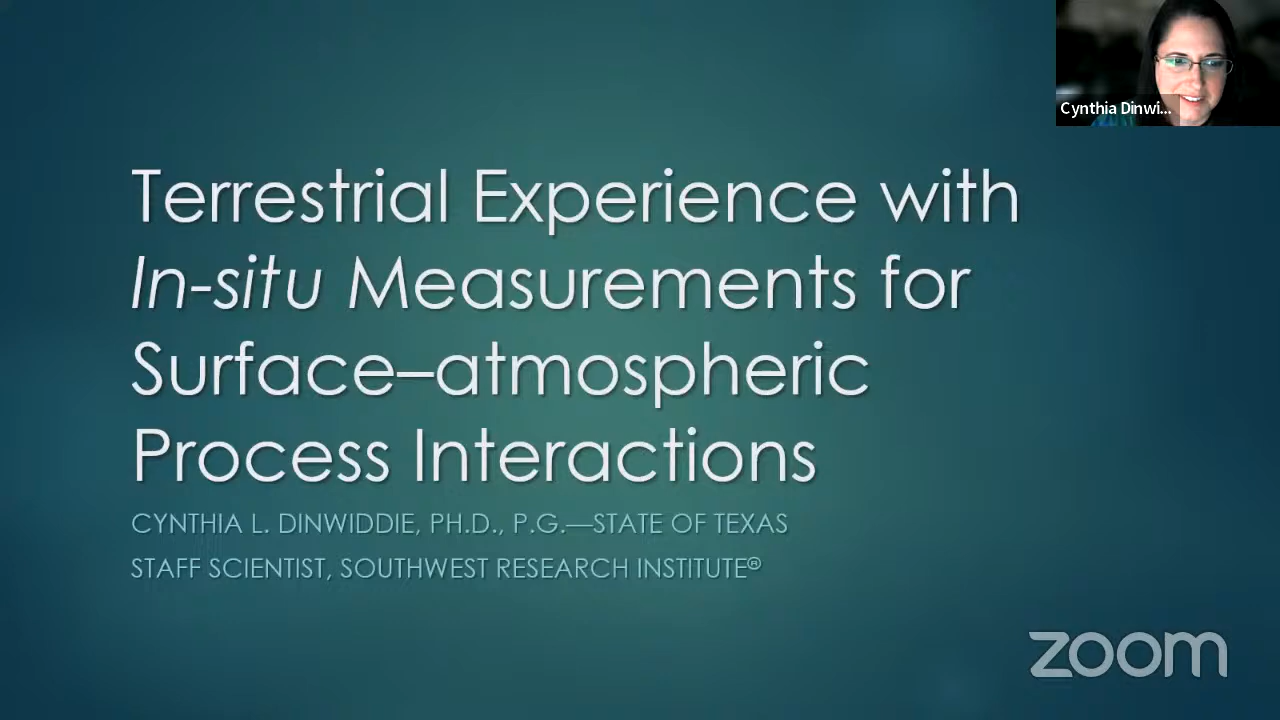 Cynthia Dinwi...
Terrestrial Experience with
In-situ Measurements for
Surface–atmospheric
Process Interactions
CYNTHIA L. DINWIDDIE, PH.D., P.G.—STATE OF TEXAS
STAFF SCIENTIST, SOUTHWEST RESEARCH INSTITUTE®
zoom